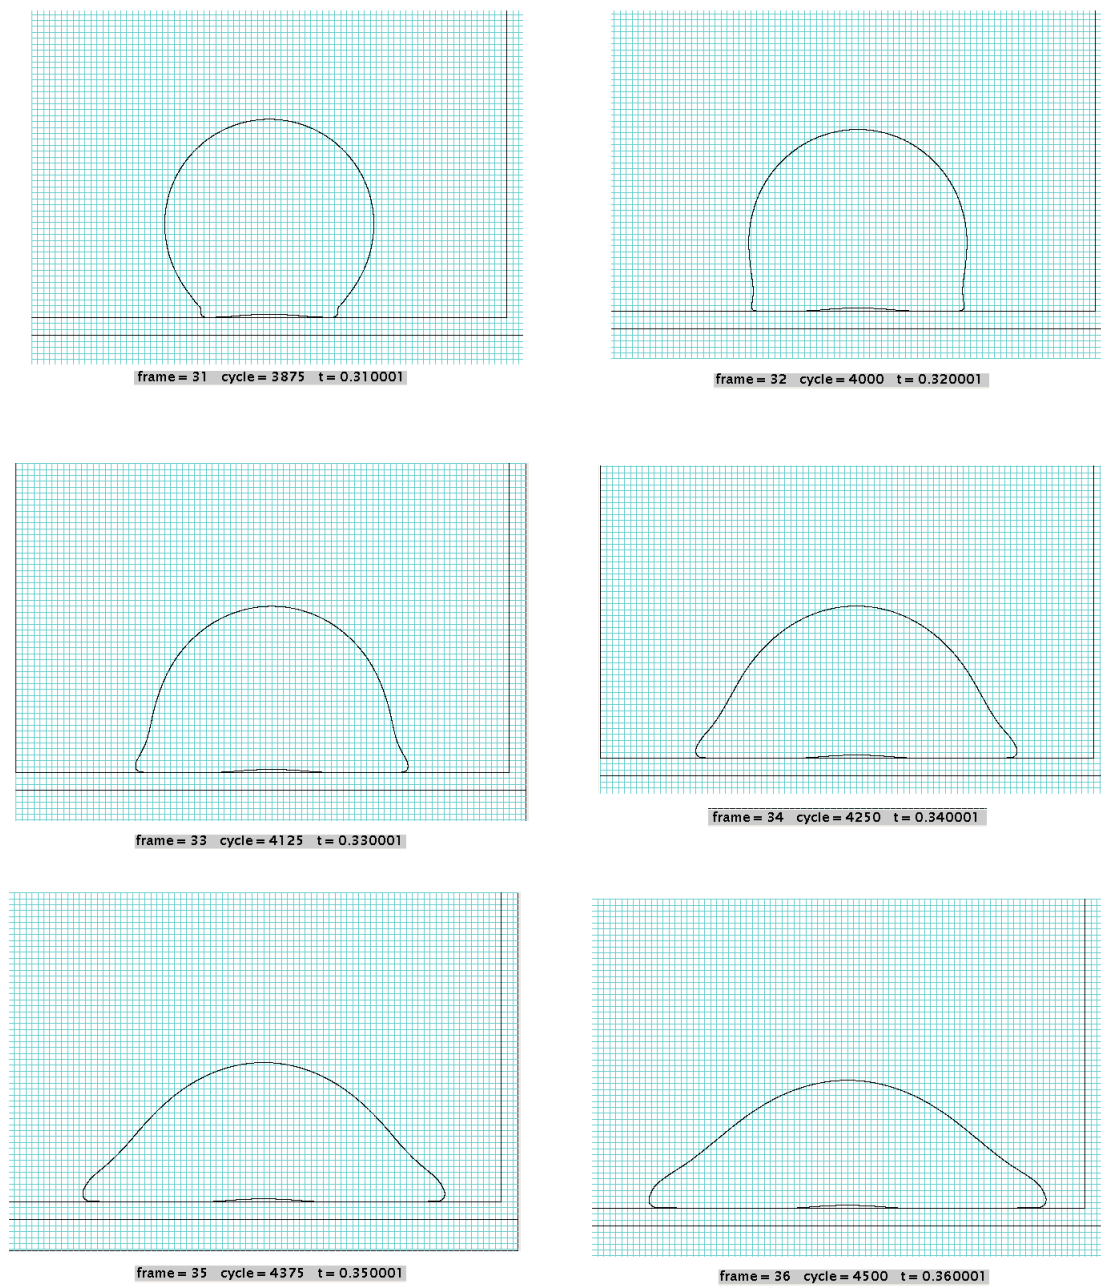 frame = 31 cycle = 3875 t = 0.310001
frame = 32 cycle = 4000 t = 0.320001
frame = 33 cycle = 4125 t = 0.330001
frame = 34 cycle = 4250 t = 0.340001
frame = 35 cycle = 4375 t = 0.350001
frame = 36 cycle = 4500 t = 0.360001